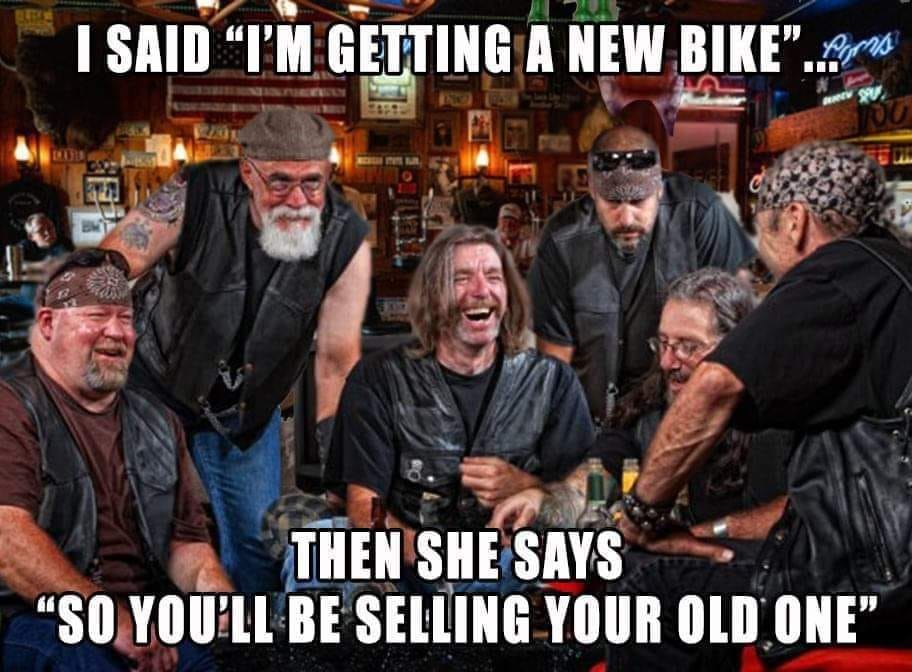 I SAID “I’M GETTING A NEW BIKE”...
THEN SHE SAYS
“SO YOU’LL BE SELLING YOUR OLD ONE”